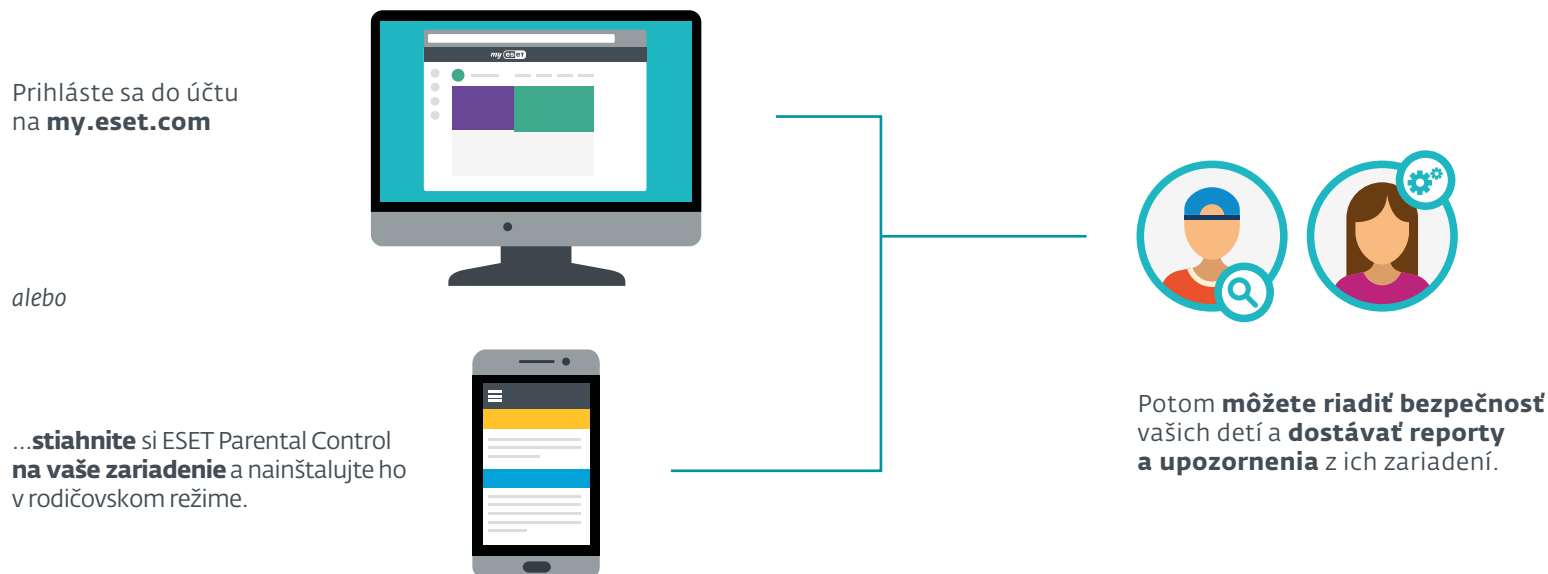 Prihláste sa do účtu
na my.eset.com
my eset
alebo
...stiahnite si ESET Parental Control
na vaše zariadenie a nainštalujte ho
v rodičovskom režime.
Potom môžete riadiť bezpečnosť
vašich detí a dostávať reporty
a upozornenia z ich zariadení.